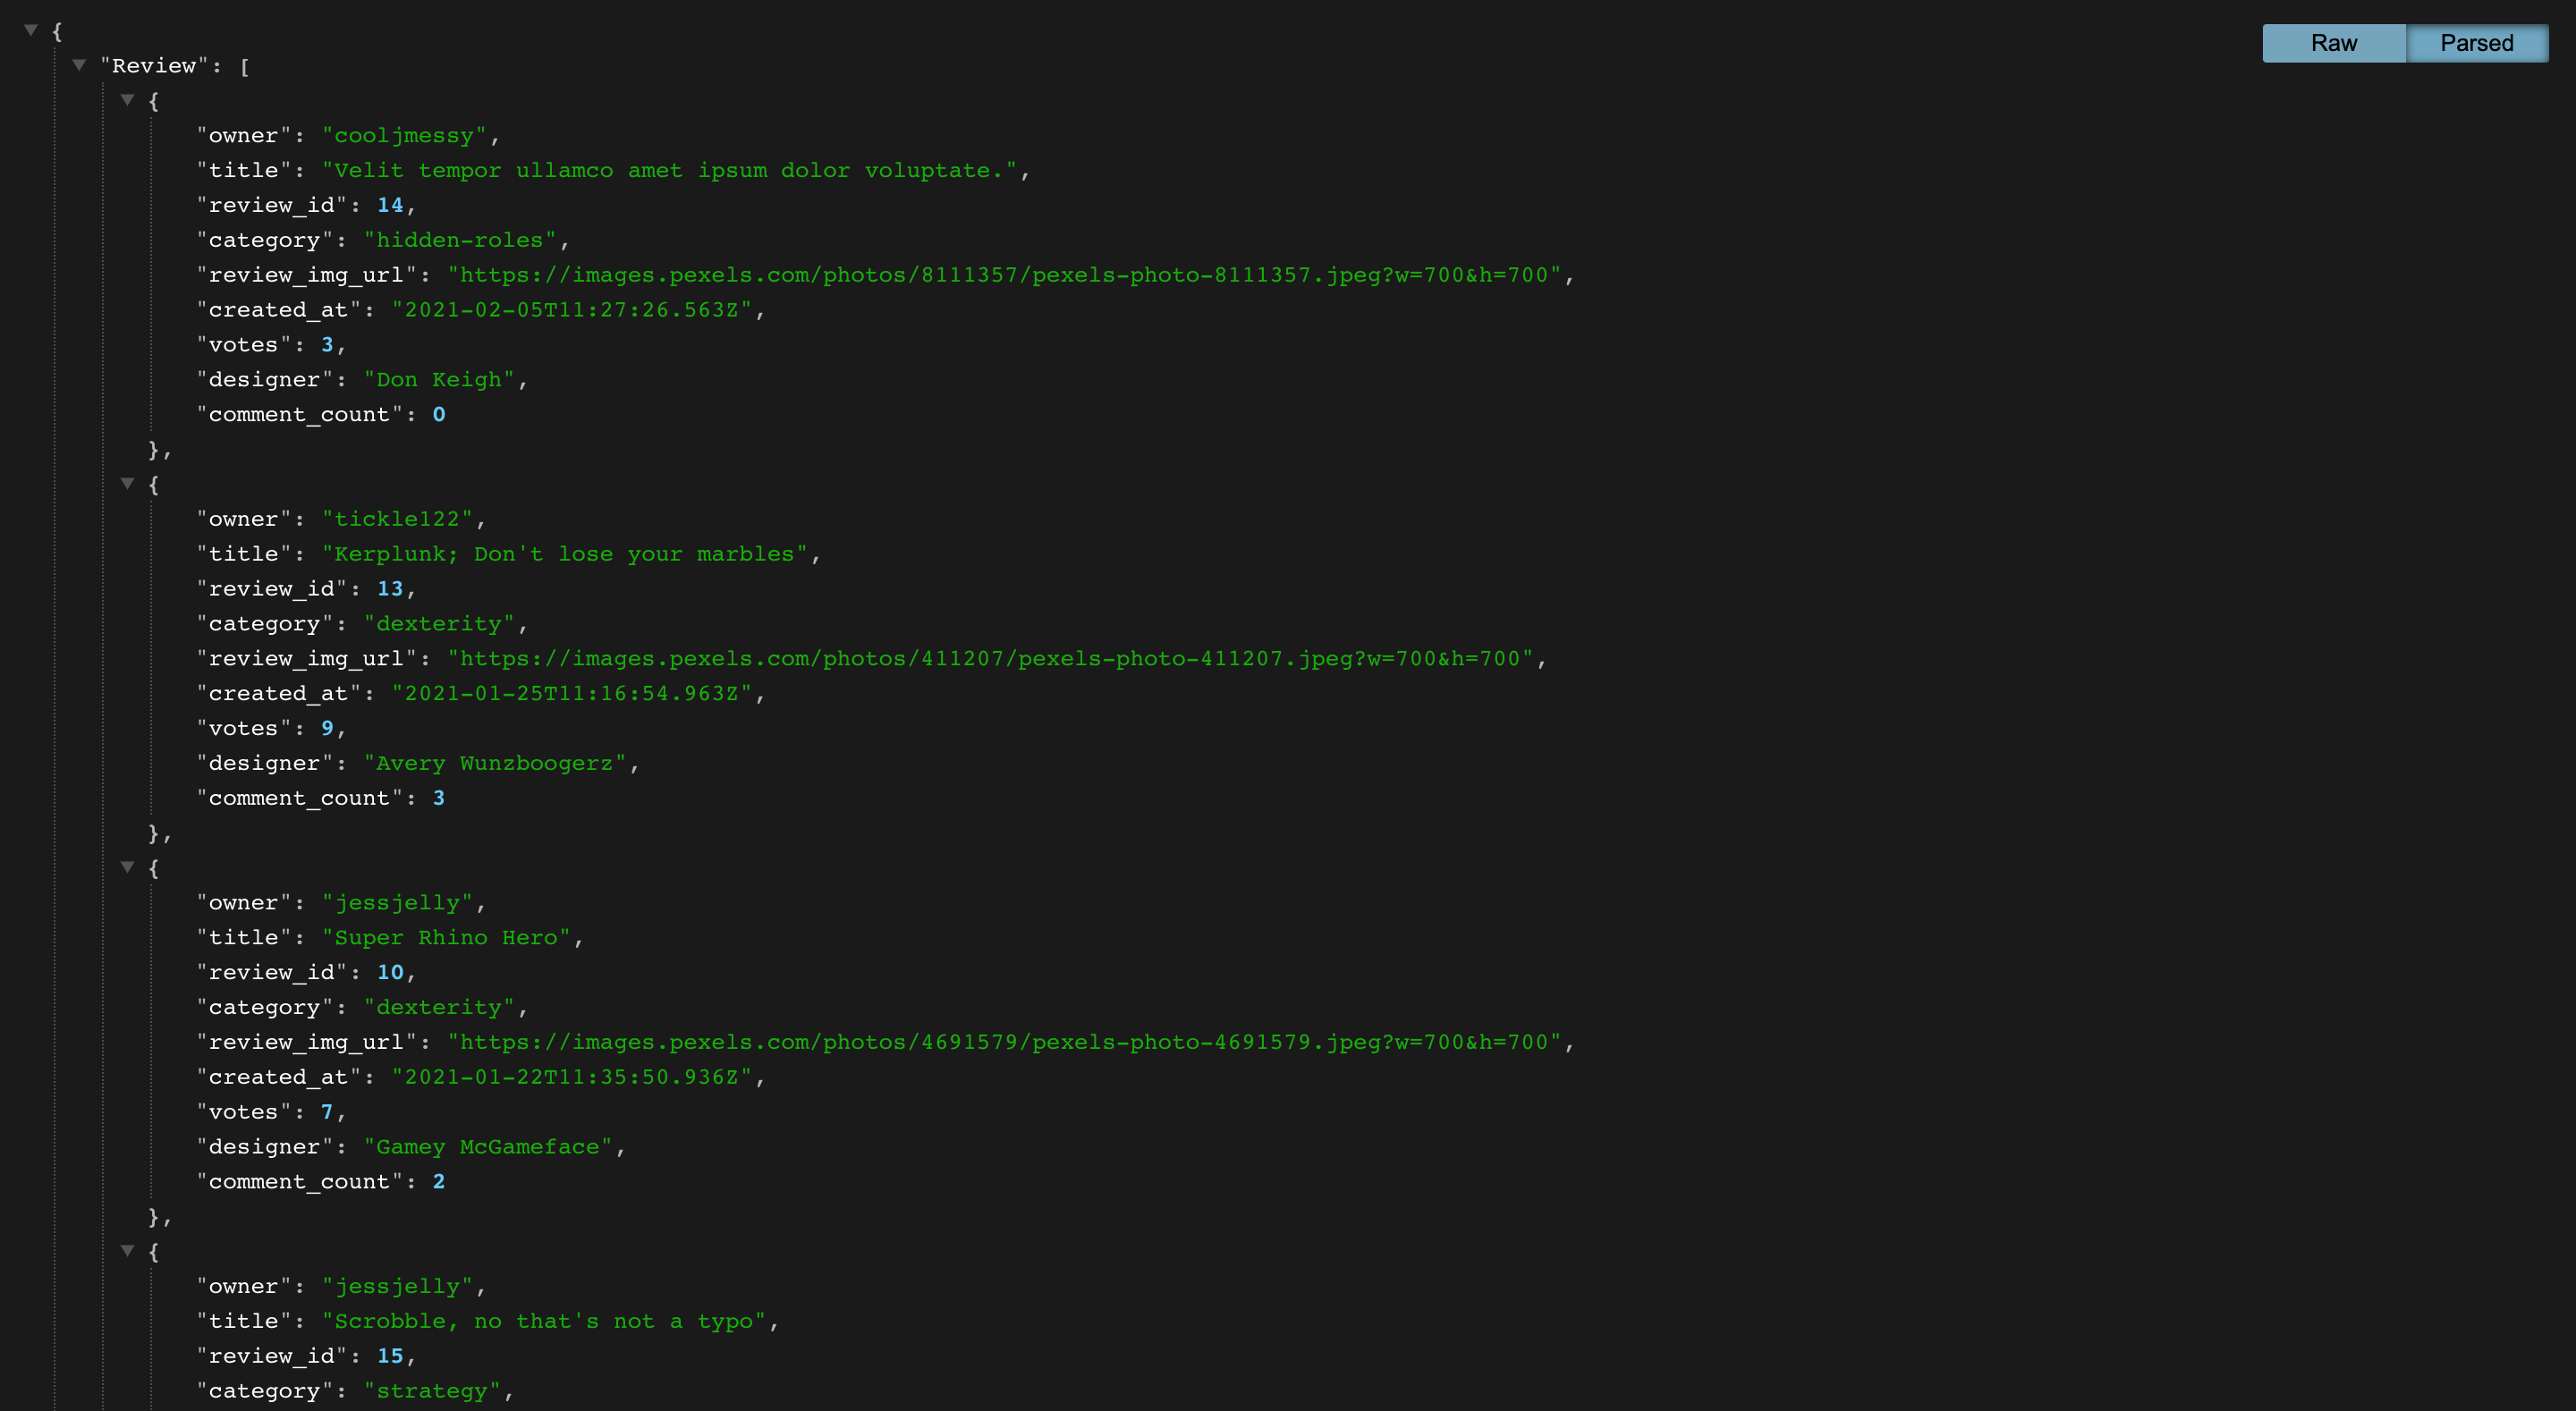 {
Raw Parsed
"Review": [
{
"owner": "cooljmessy",
"title": "Velit tempor ullamco amet ipsum dolor voluptate.",
"review_id": 14,
"category": "hidden-roles",
"review_img_url": "https://images.pexels.com/photos/8111357/pexels-photo-8111357.jpeg?w=700&h=700",
"created_at": "2021-02-05T11:27:26.563Z",
"votes": 3,
"designer": "Don Keigh",
"comment_count": 0
},
{
"owner": "tickle122",
"title": "Kerplunk; Don't lose your marbles",
"review_id": 13,
"category": "dexterity",
"review_img_url": "https://images.pexels.com/photos/411207/pexels-photo-411207.jpeg?w=700&h=700",
"created_at": "2021-01-25T11:16:54.963Z",
"votes": 9,
"designer": "Avery Wunzboogerz",
"comment_count": 3
},
{
"owner": "jessjelly",
"title": "Super Rhino Hero",
"review_id": 10,
"category": "dexterity",
"review_img_url": "https://images.pexels.com/photos/4691579/pexels-photo-4691579.jpeg?w=700&h=700",
"created_at": "2021-01-22T11:35:50.936Z",
"votes": 7,
"designer": "Gamey McGameface",
"comment_count": 2
},
{
"owner": "jessjelly",
"title": "Scrobble, no that's not a typo",
"review_id": 15,
"category": "strategy",